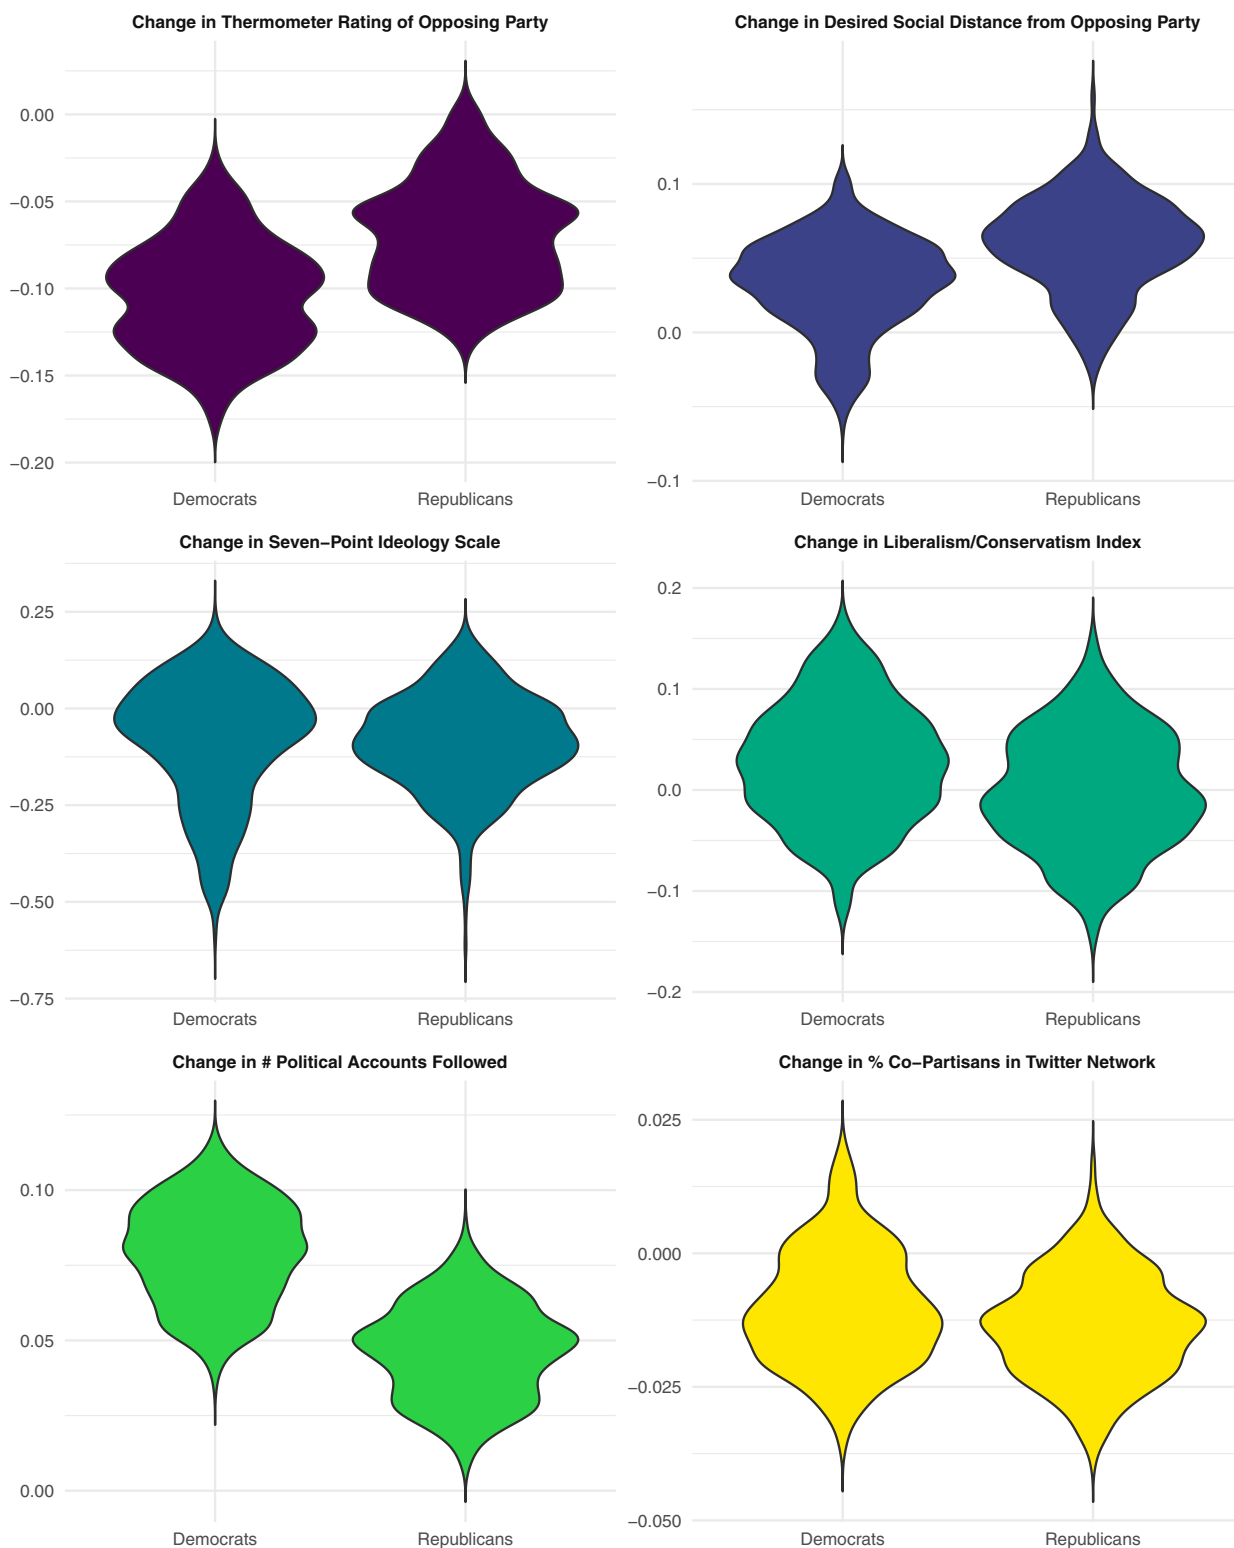 Change in Thermometer Rating of Opposing Party
0.00
−0.05
−0.10
−0.15
−0.20
Democrats
Republicans
Change in Desired Social Distance from Opposing Party
0.1
0.0
−0.1
Democrats
Republicans
Change in Seven−Point Ideology Scale
0.25
0.00
−0.25
−0.50
−0.75
Democrats
Republicans
Change in Liberalism/Conservatism Index
0.2
0.1
0.0
−0.1
−0.2
Democrats
Republicans
Change in # Political Accounts Followed
0.10
0.05
0.00
Democrats
Republicans
Change in % Co−Partisans in Twitter Network
0.025
0.000
−0.025
−0.050
Democrats
Republicans